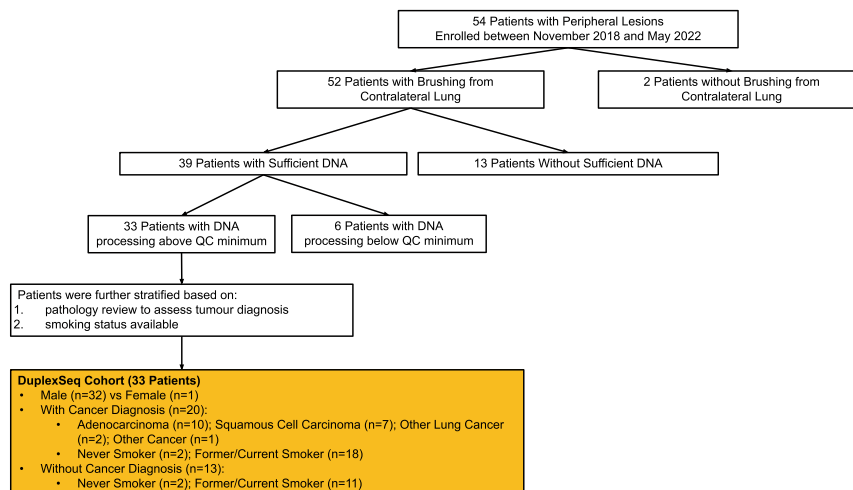 54 Patients with Peripheral Lesions
Enrolled between November 2018 and May 2022
52 Patients with Brushing from
Contralateral Lung
2 Patients without Brushing from
Contralateral Lung
39 Patients with Sufficient DNA
13 Patients Without Sufficient DNA
33 Patients with DNA
processing above QC minimum
6 Patients with DNA
processing below QC minimum
Patients were further stratified based on:
1. pathology review to assess tumour diagnosis
2. smoking status available
DuplexSeq Cohort (33 Patients)
• Male (n=32) vs Female (n=1)
• With Cancer Diagnosis (n=20):
• Adenocarcinoma (n=10); Squamous Cell Carcinoma (n=7); Other Lung Cancer
(n=2); Other Cancer (n=1)
• Never Smoker (n=2); Former/Current Smoker (n=18)
• Without Cancer Diagnosis (n=13):
• Never Smoker (n=2); Former/Current Smoker (n=11)